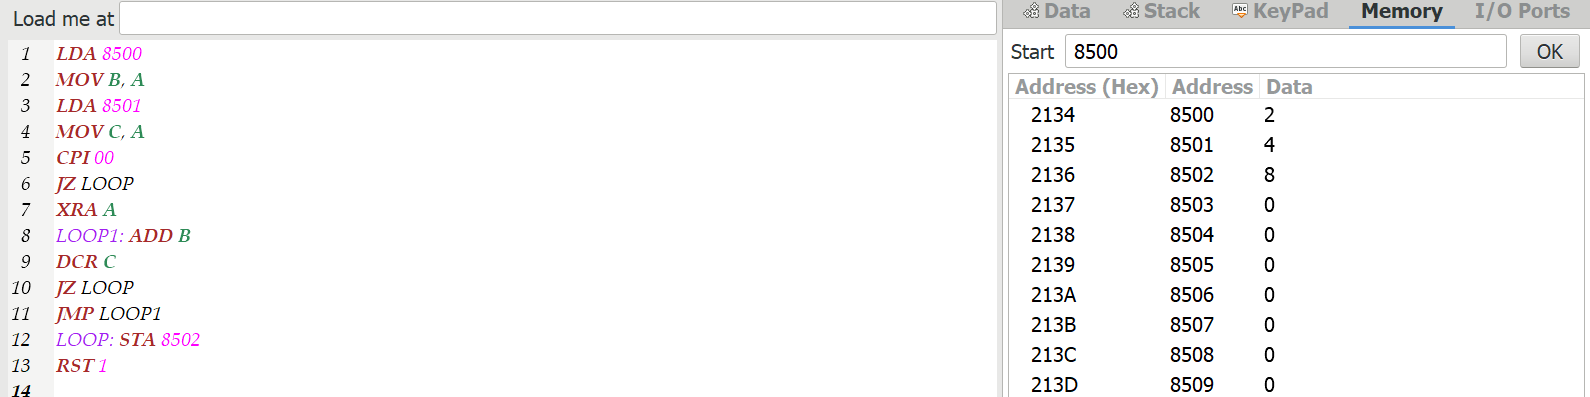 Load me at
1 LDA 8500
2 MOV B, A
3 LDA 8501
4 MOV C, A
5 CPI 00
6 JZ LOOP
7 XRA A
8 LOOP1: ADD B
9 DCR C
10 JZ LOOP
11 JMP LOOP1
12 LOOP: STA 8502
13 RST 1
14
Data Stack Abc KeyPad Memory I/O Ports
Start 8500 OK
Address (Hex) Address Data
2134 8500 2
2135 8501 4
2136 8502 8
2137 8503 0
2138 8504 0
2139 8505 0
213A 8506 0
213B 8507 0
213C 8508 0
213D 8509 0